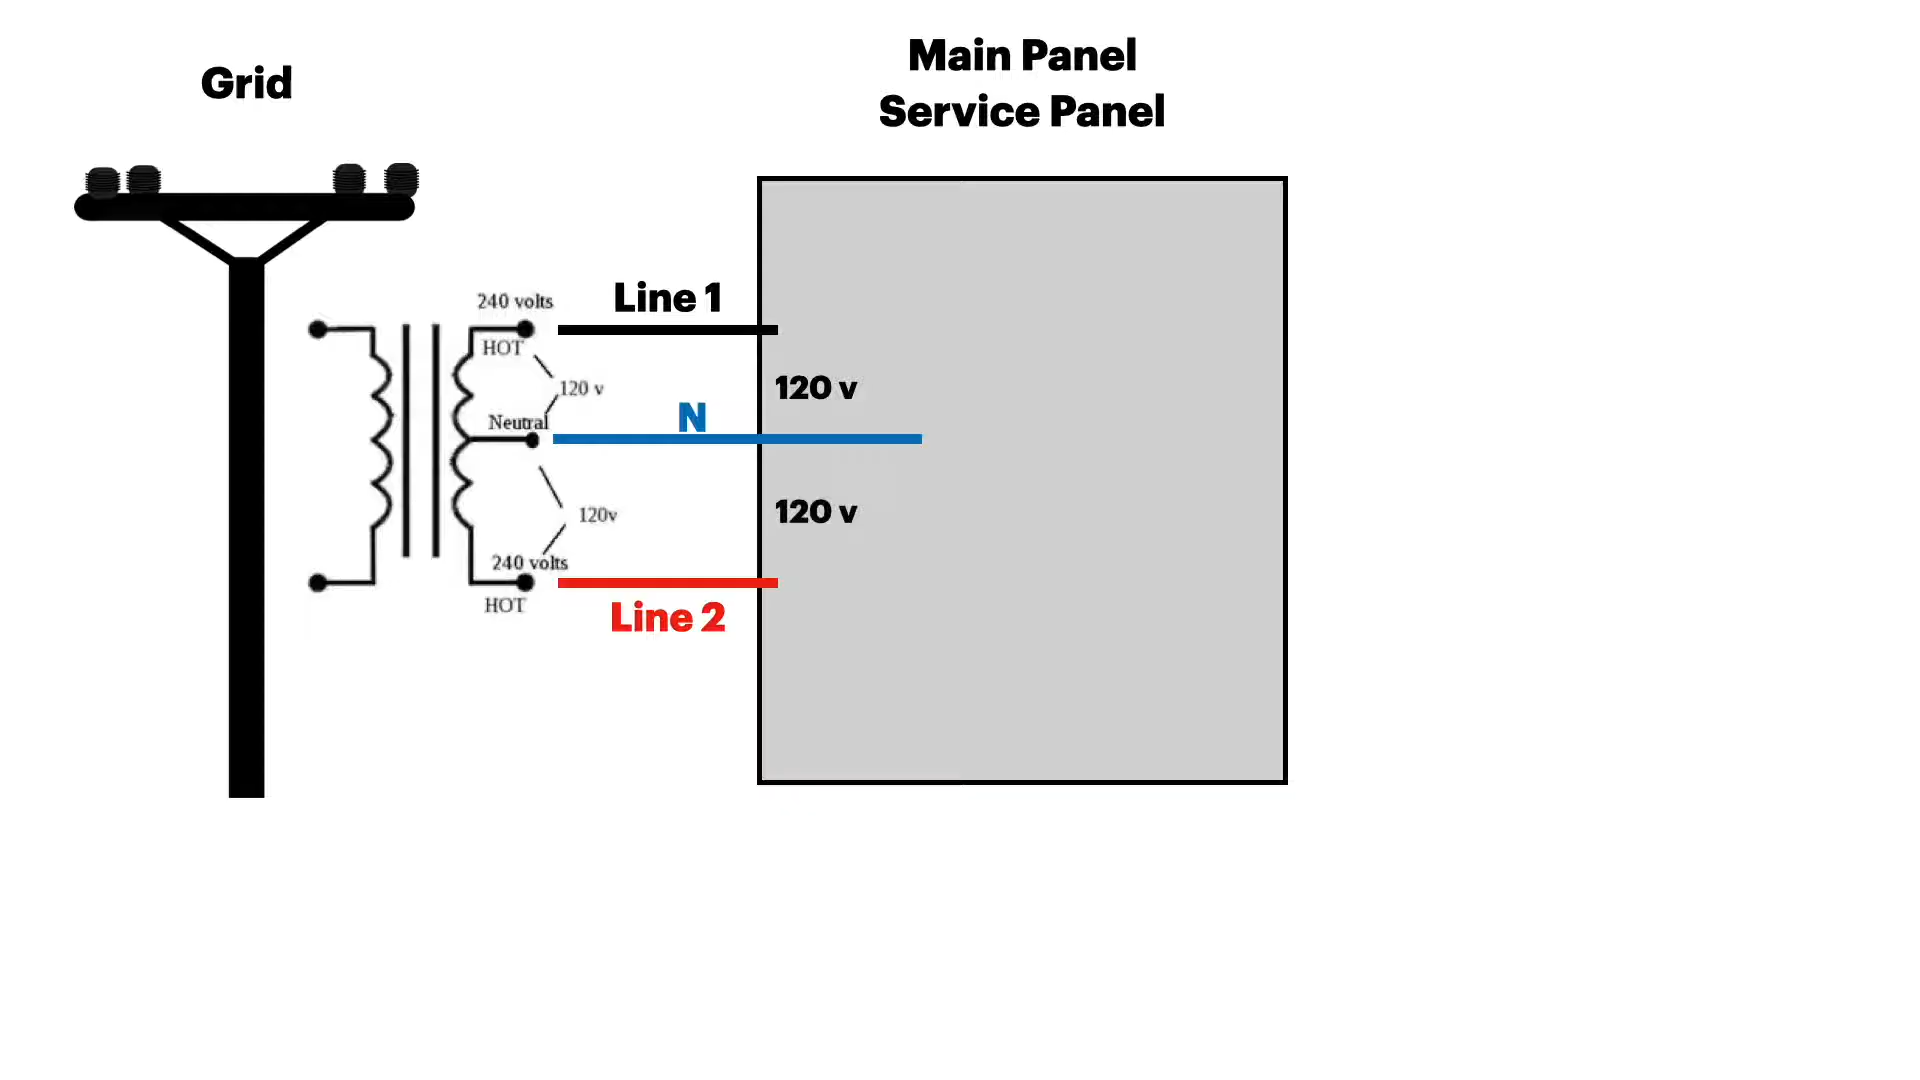 Main Panel
Service Panel
Grid
240 volts
Line 1
HOT
120 v
120 v
N
Neutral
120 v
120v
240 volts
HOT
Line 2